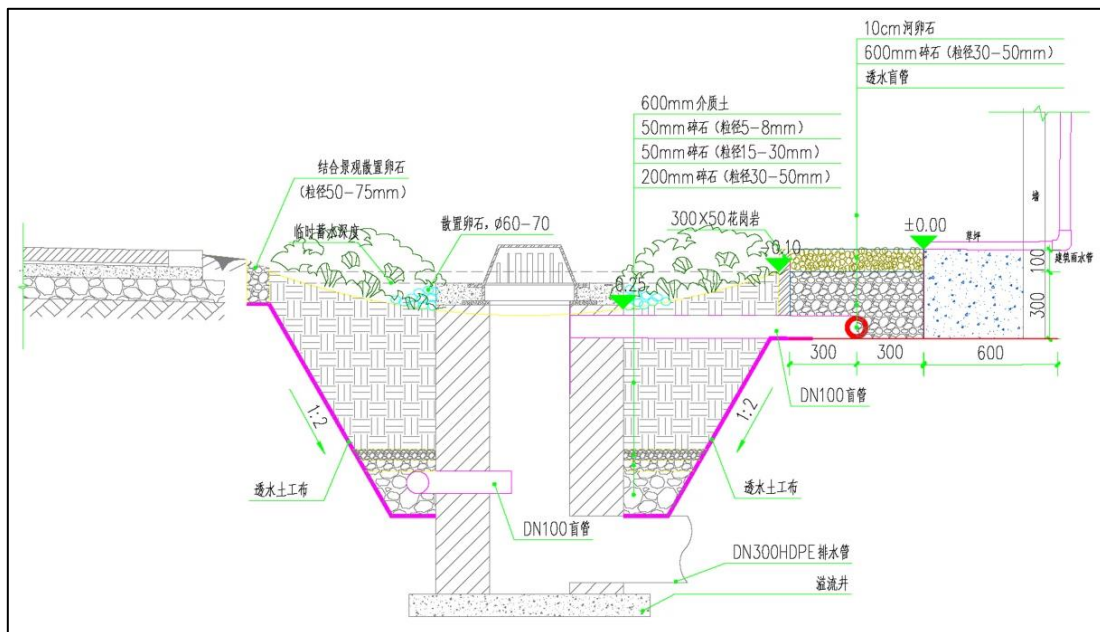 10cm河卵石
600mm碎石（粒径30-50mm）
透水盲管
600mm介质土
50mm碎石（粒径5-8mm）
50mm碎石（粒径15-30mm）
200mm碎石（粒径30-50mm）
结合景观散置卵石
（粒径50-75mm）
临时蓄水深度
散置卵石，Ø60-70
300X50花岗岩
±0.00
墙
草坪
建筑雨水管
-0.10
-0.25
100
300
300
300
600
DN100盲管
1:2
1:2
透水土工布
透水土工布
DN100盲管
DN300HDPE排水管
溢流井